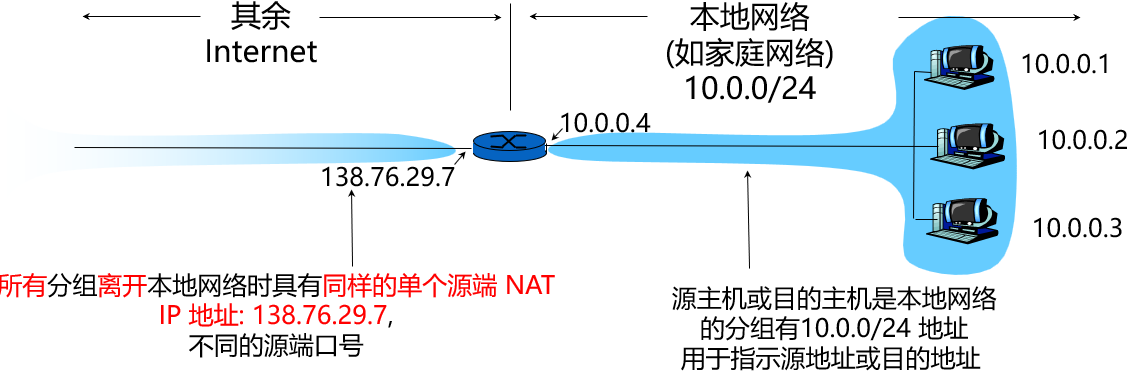 其余
Internet
本地网络
(如家庭网络)
10.0.0/24
10.0.0.1
10.0.0.4
10.0.0.2
138.76.29.7
10.0.0.3
所有分组离开本地网络时具有同样的单个源端 NAT
IP 地址: 138.76.29.7,
不同的源端口号
源主机或目的主机是本地网络
的分组有10.0.0/24 地址
用于指示源地址或目的地址